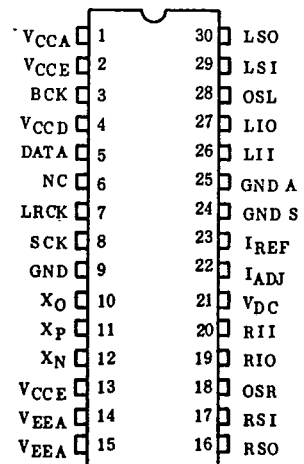 VCCA 1 30 LSO
VCCE 2 29 LSI
BCK 3 28 OSL
VCCD 4 27 LIO
DATA 5 26 LII
NC 6 25 GND A
LRCK 7 24 GND S
SCK 8 23 IREF
GND 9 22 IADJ
XO 10 21 VDC
XP 11 20 RII
XN 12 19 RIO
VCCE 13 18 OSR
VEEA 14 17 RSI
VEEA 15 16 RSO